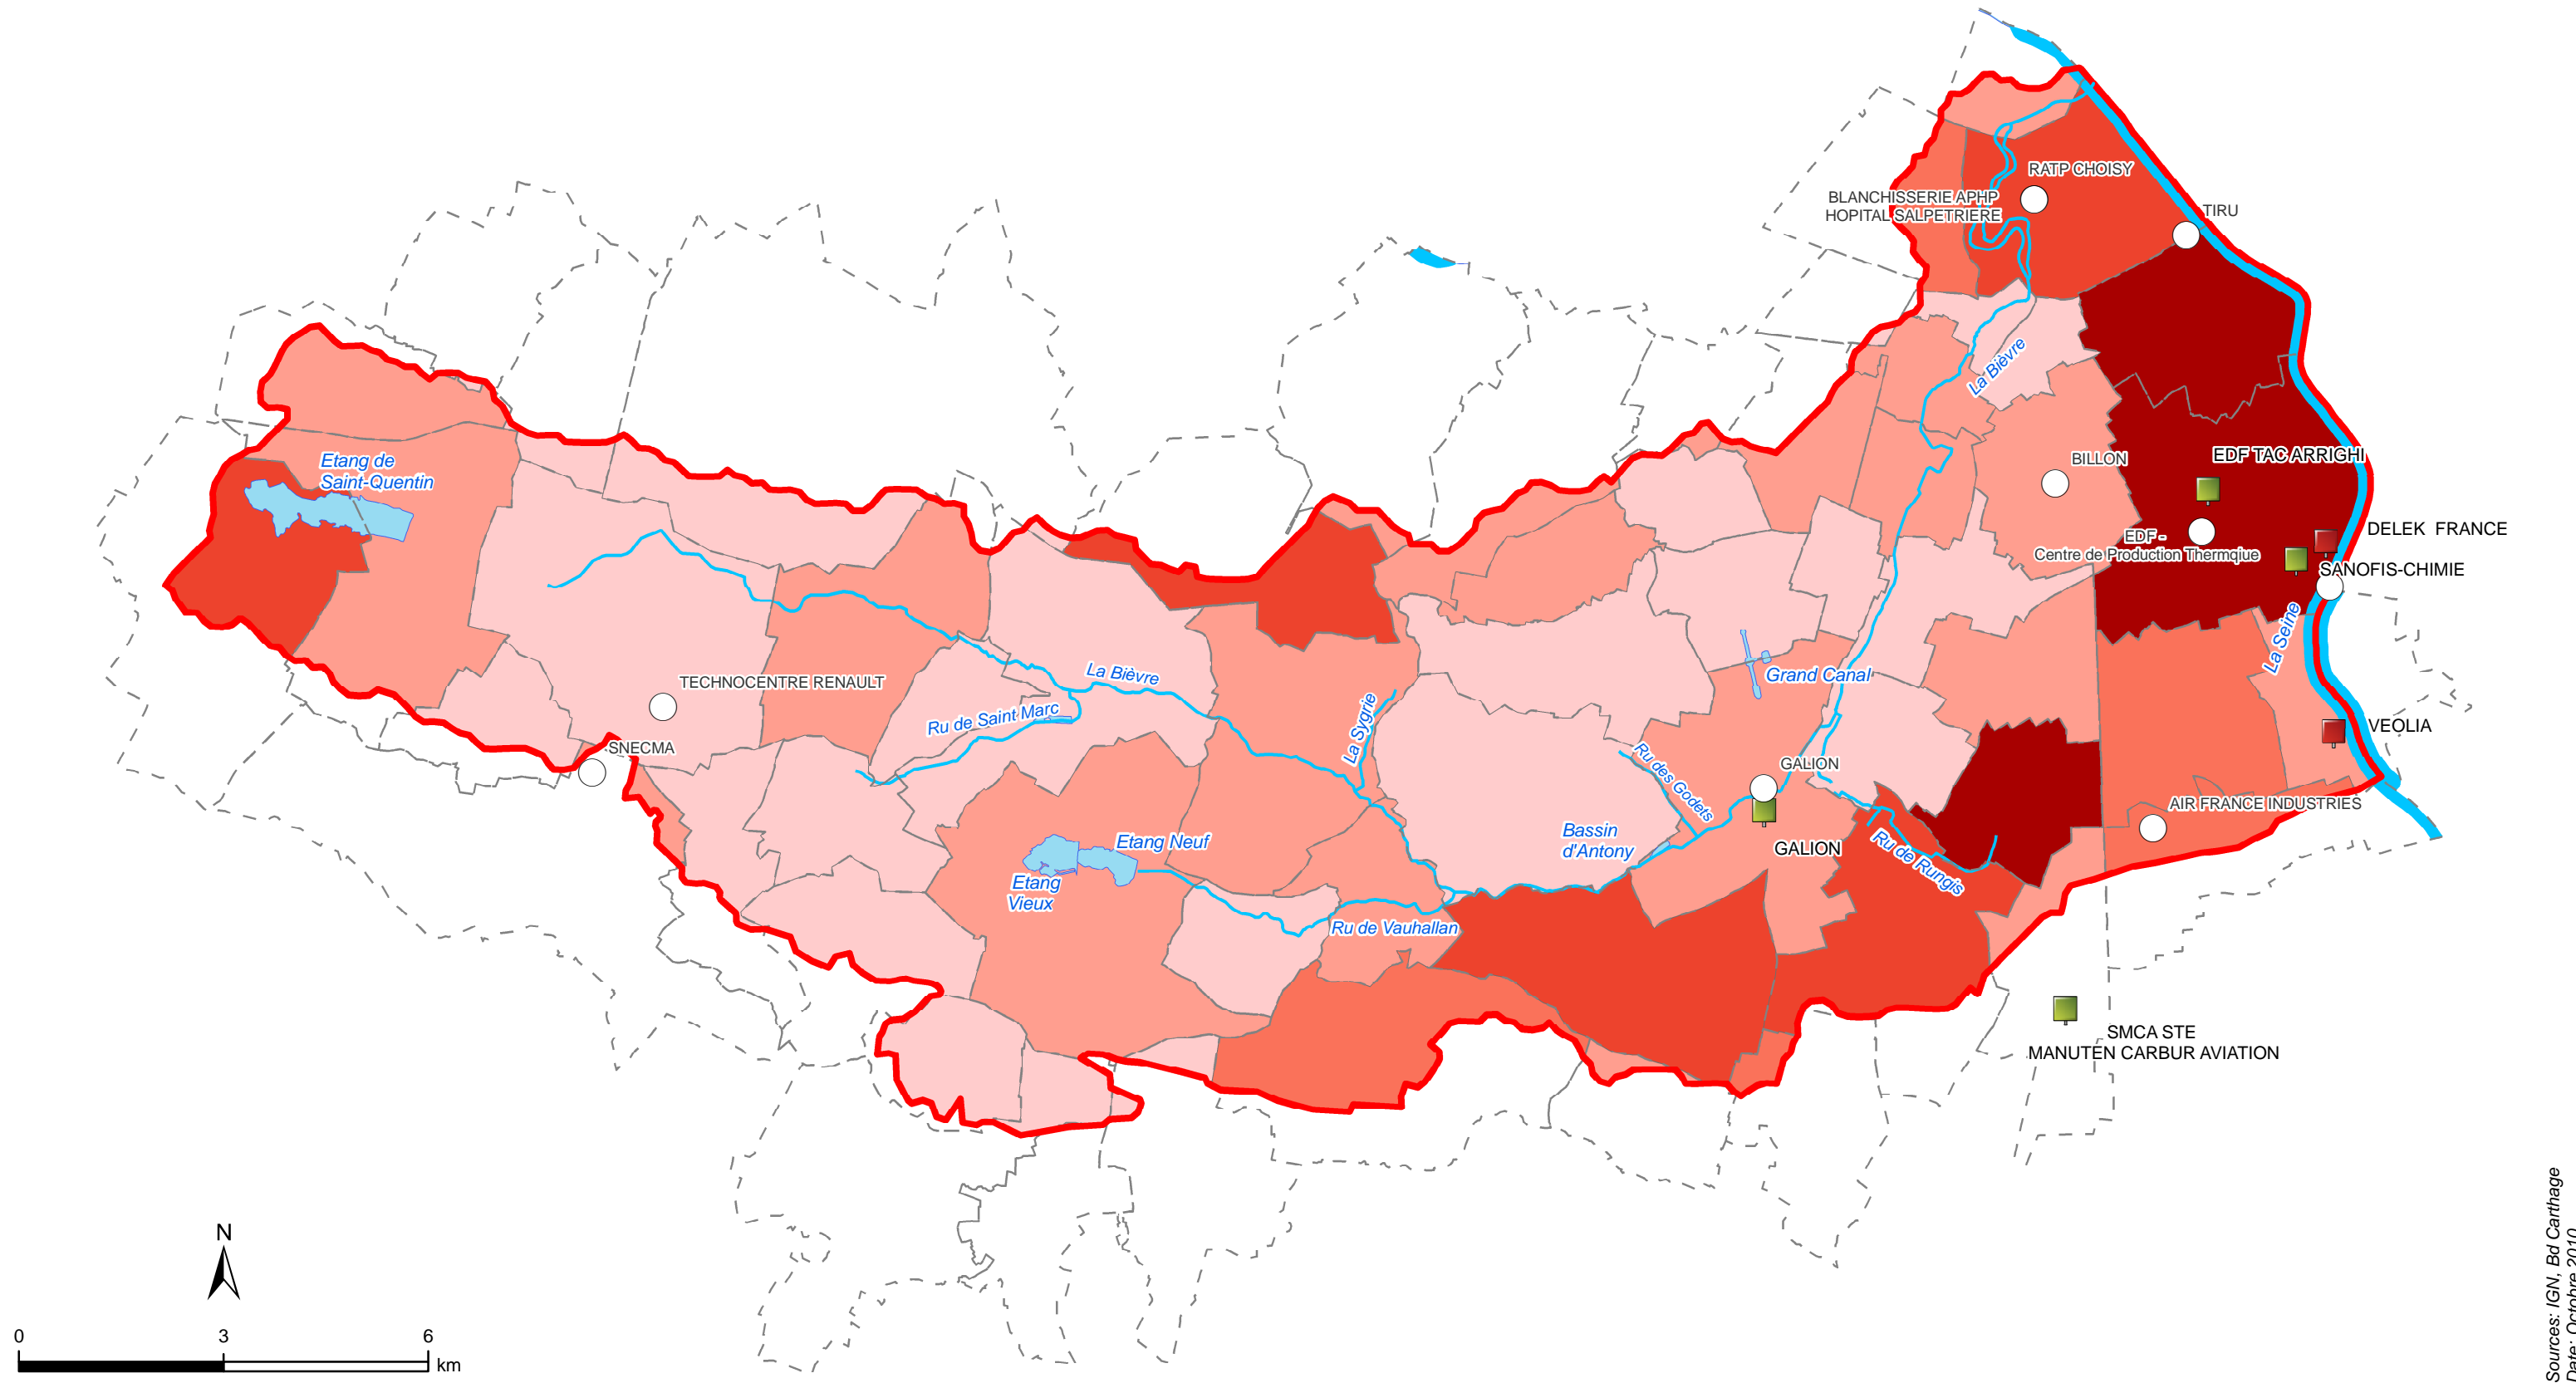 RATP CHOISY
BLANCHISSERIE APHP
HOPITAL SALPETRIERE
TIRU
La Bièvre
Etang de
Saint-Quentin
BILLON
EDF TAC ARRIGHI
EDF -
Centre de Production Thermqiue
DELEK FRANCE
SANOFIS-CHIMIE
La Seine
TECHNOCENTRE RENAULT
La Bièvre
Grand Canal
Ru de Saint Marc
La Sygrie
VEOLIA
SNECMA
Ru des Godets
GALION
AIR FRANCE INDUSTRIES
Etang Neuf
Bassin
d'Antony
GALION
Ru de Rungis
Etang
Vieux
Ru de Vauhallan
SMCA STE
MANUTEN CARBUR AVIATION
N
0 3 6
km
Sources: IGN, Bd Carthage
Date: Octobre 2010